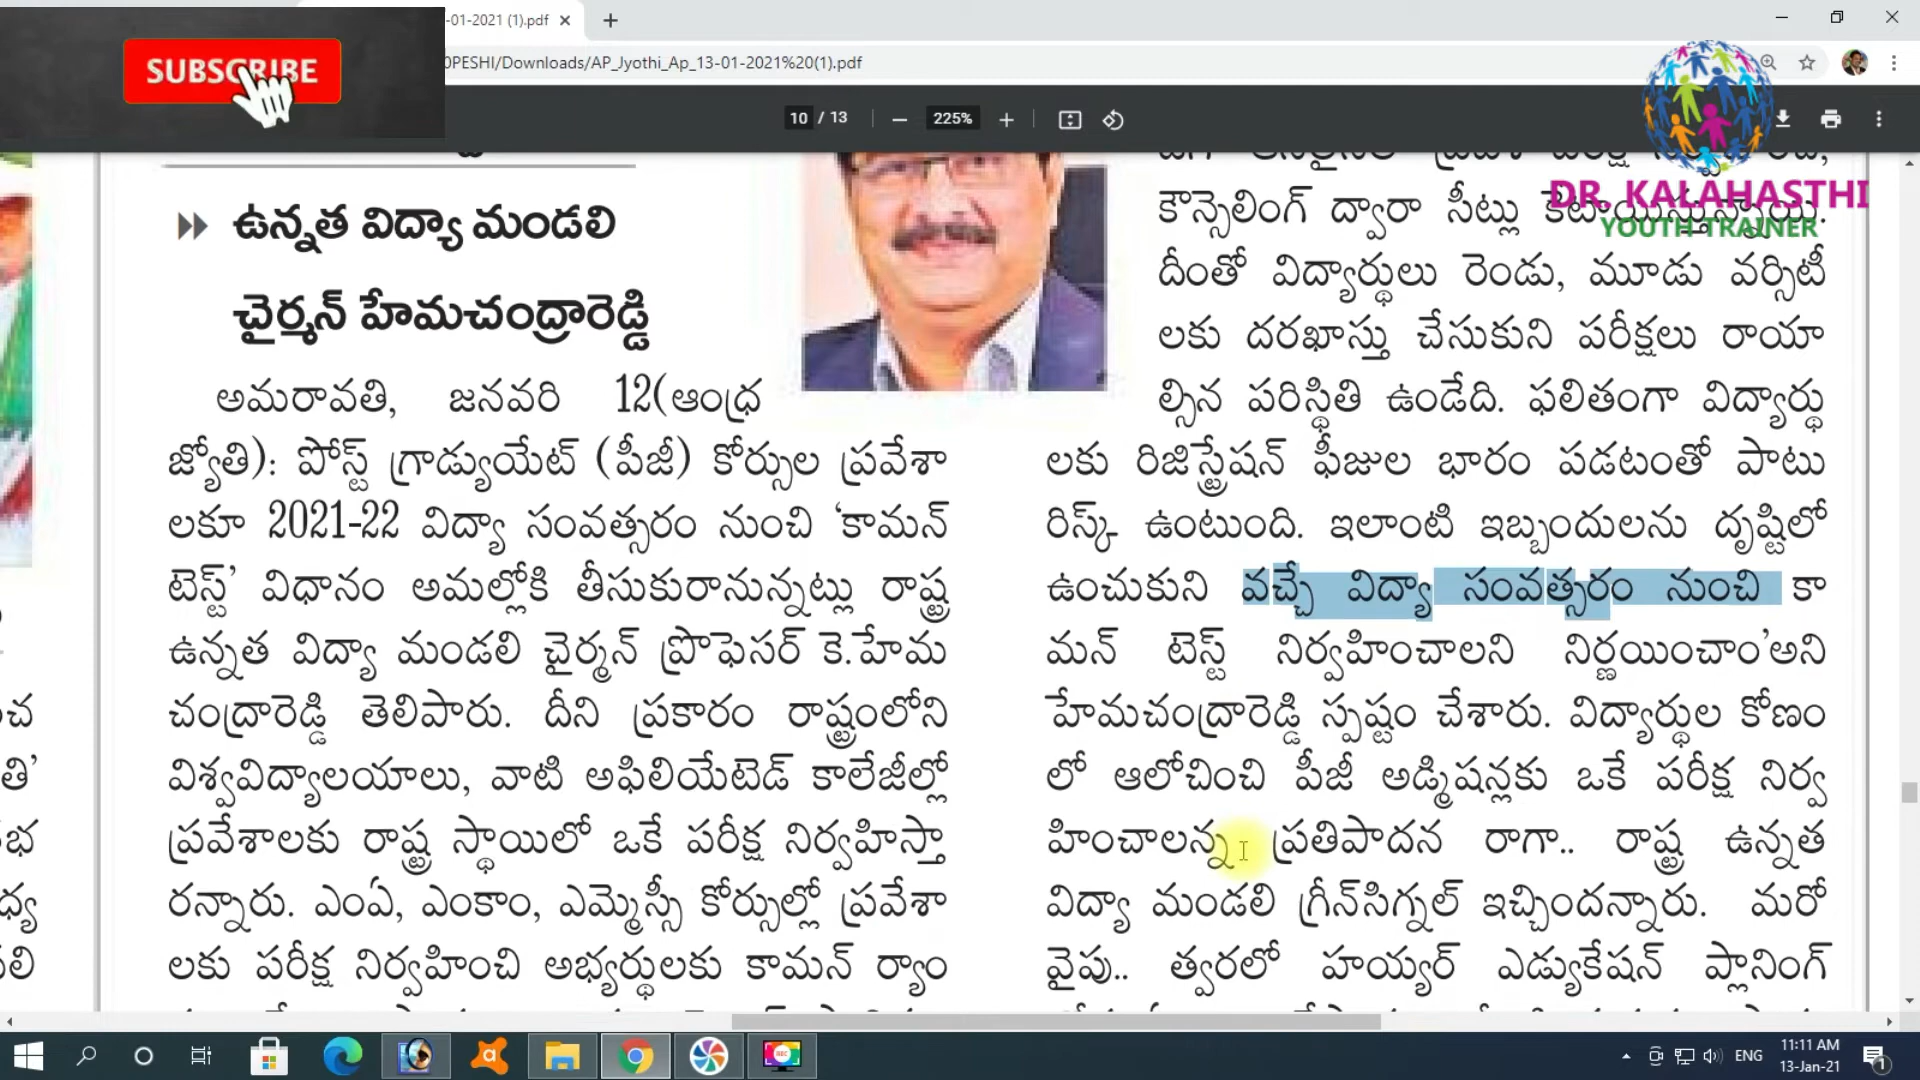 -01-2021 (1).pdf
SUBSCRIBE
OPESHI/Downloads/AP_Jyothi_Ap_13-01-2021%20(1).pdf
10 / 13
225%
DR. KALAHASTHI
YOUTH TRAINER
ఉన్నత విద్యా మండలి
చైర్మన్ హేమచంద్రారెడ్డి
అమరావతి, జనవరి 12(ఆంధ్ర
జ్యోతి): పోస్ట్ గ్రాడ్యుయేట్ (పీజీ) కోర్సుల ప్రవేశా
లకూ 2021-22 విద్యా సంవత్సరం నుంచి ‘కామన్
టెస్ట్’ విధానం అమల్లోకి తీసుకురానున్నట్లు రాష్ట్ర
ఉన్నత విద్యా మండలి చైర్మన్ ప్రొఫెసర్ కె.హేమ
చంద్రారెడ్డి తెలిపారు. దీని ప్రకారం రాష్ట్రంలోని
విశ్వవిద్యాలయాలు, వాటి అఫిలియేటెడ్ కాలేజీల్లో
ప్రవేశాలకు రాష్ట్ర స్థాయిలో ఒకే పరీక్ష నిర్వహిస్తా
రన్నారు. ఎంఏ, ఎంకాం, ఎమ్మెస్సీ కోర్సుల్లో ప్రవేశా
లకు పరీక్ష నిర్వహించి అభ్యర్థులకు కామన్ ర్యాం
కౌన్సెలింగ్ ద్వారా సీట్లు కేటాయిస్తున్నాయి.
దీంతో విద్యార్థులు రెండు, మూడు వర్సిటీ
లకు దరఖాస్తు చేసుకుని పరీక్షలు రాయా
ల్సిన పరిస్థితి ఉండేది. ఫలితంగా విద్యార్థు
లకు రిజిస్ట్రేషన్ ఫీజుల భారం పడటంతో పాటు
రిస్క్ ఉంటుంది. ఇలాంటి ఇబ్బందులను దృష్టిలో
ఉంచుకుని వచ్చే విద్యా సంవత్సరం నుంచి కా
మన్ టెస్ట్ నిర్వహించాలని నిర్ణయించాం’అని
హేమచంద్రారెడ్డి స్పష్టం చేశారు. విద్యార్థుల కోణం
లో ఆలోచించి పీజీ అడ్మిషన్లకు ఒకే పరీక్ష నిర్వ
హించాలన్న ప్రతిపాదన రాగా.. రాష్ట్ర ఉన్నత
విద్యా మండలి గ్రీన్‌సిగ్నల్ ఇచ్చిందన్నారు. మరో
వైపు.. త్వరలో హయ్యర్ ఎడ్యుకేషన్ ప్లానింగ్
ENG
11:11 AM
13-Jan-21